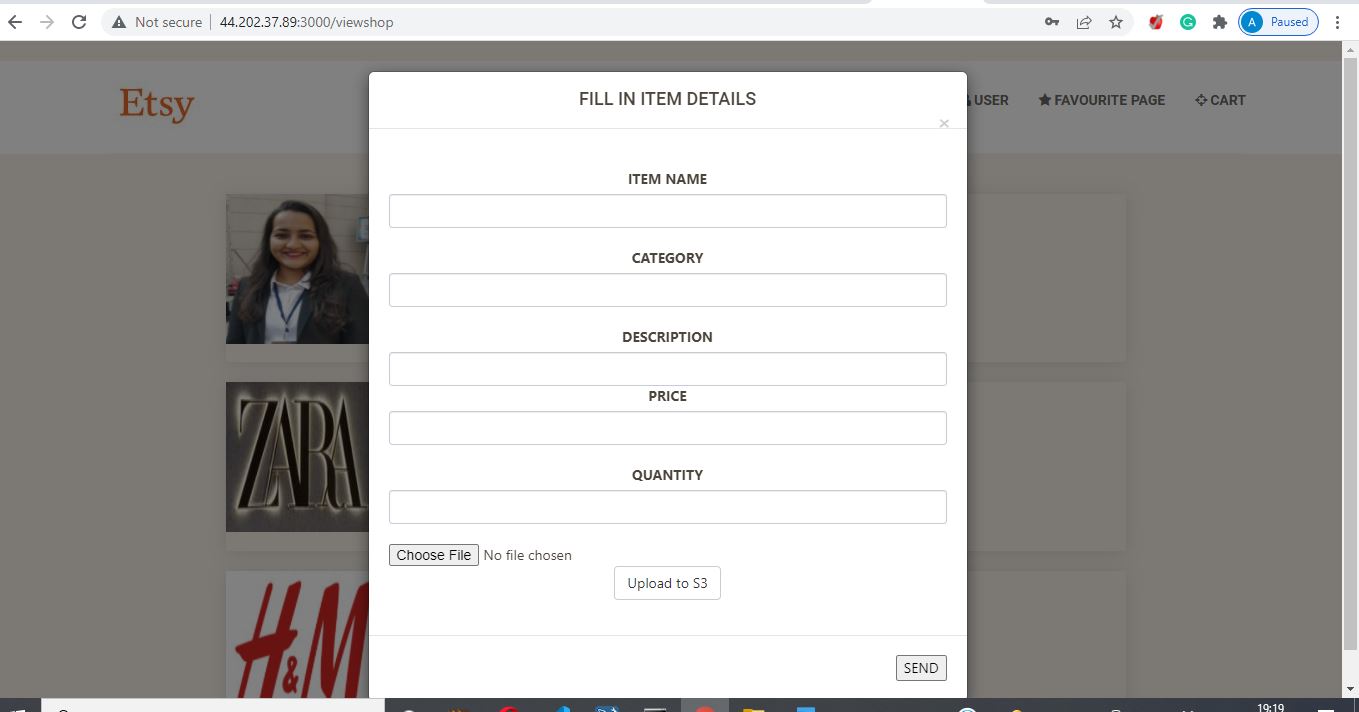 Not secure 44.202.37.89:3000/viewshop
A Paused
FILL IN ITEM DETAILS
Etsy
USER FAVOURITE PAGE CART
×
ITEM NAME
CATEGORY
DESCRIPTION
ZARA
PRICE
QUANTITY
Choose File No file chosen
Upload to S3
H&M
SEND
19:19